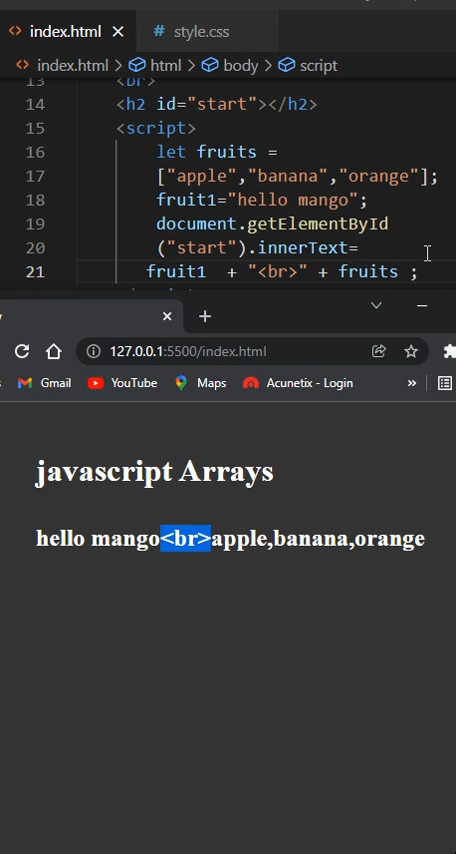 index.html
# style.css
index.html > html > body > script
13 <br>
14 <h2 id="start"></h2>
15 <script>
16 let fruits =
17 ["apple","banana","orange"];
18 fruit1="hello mango";
19 document.getElementById
20 ("start").innerText=
21 fruit1 + "<br>" + fruits ;
127.0.0.1:5500/index.html
Gmail YouTube Maps Acunetix - Login »
javascript Arrays
hello mango<br>apple,banana,orange